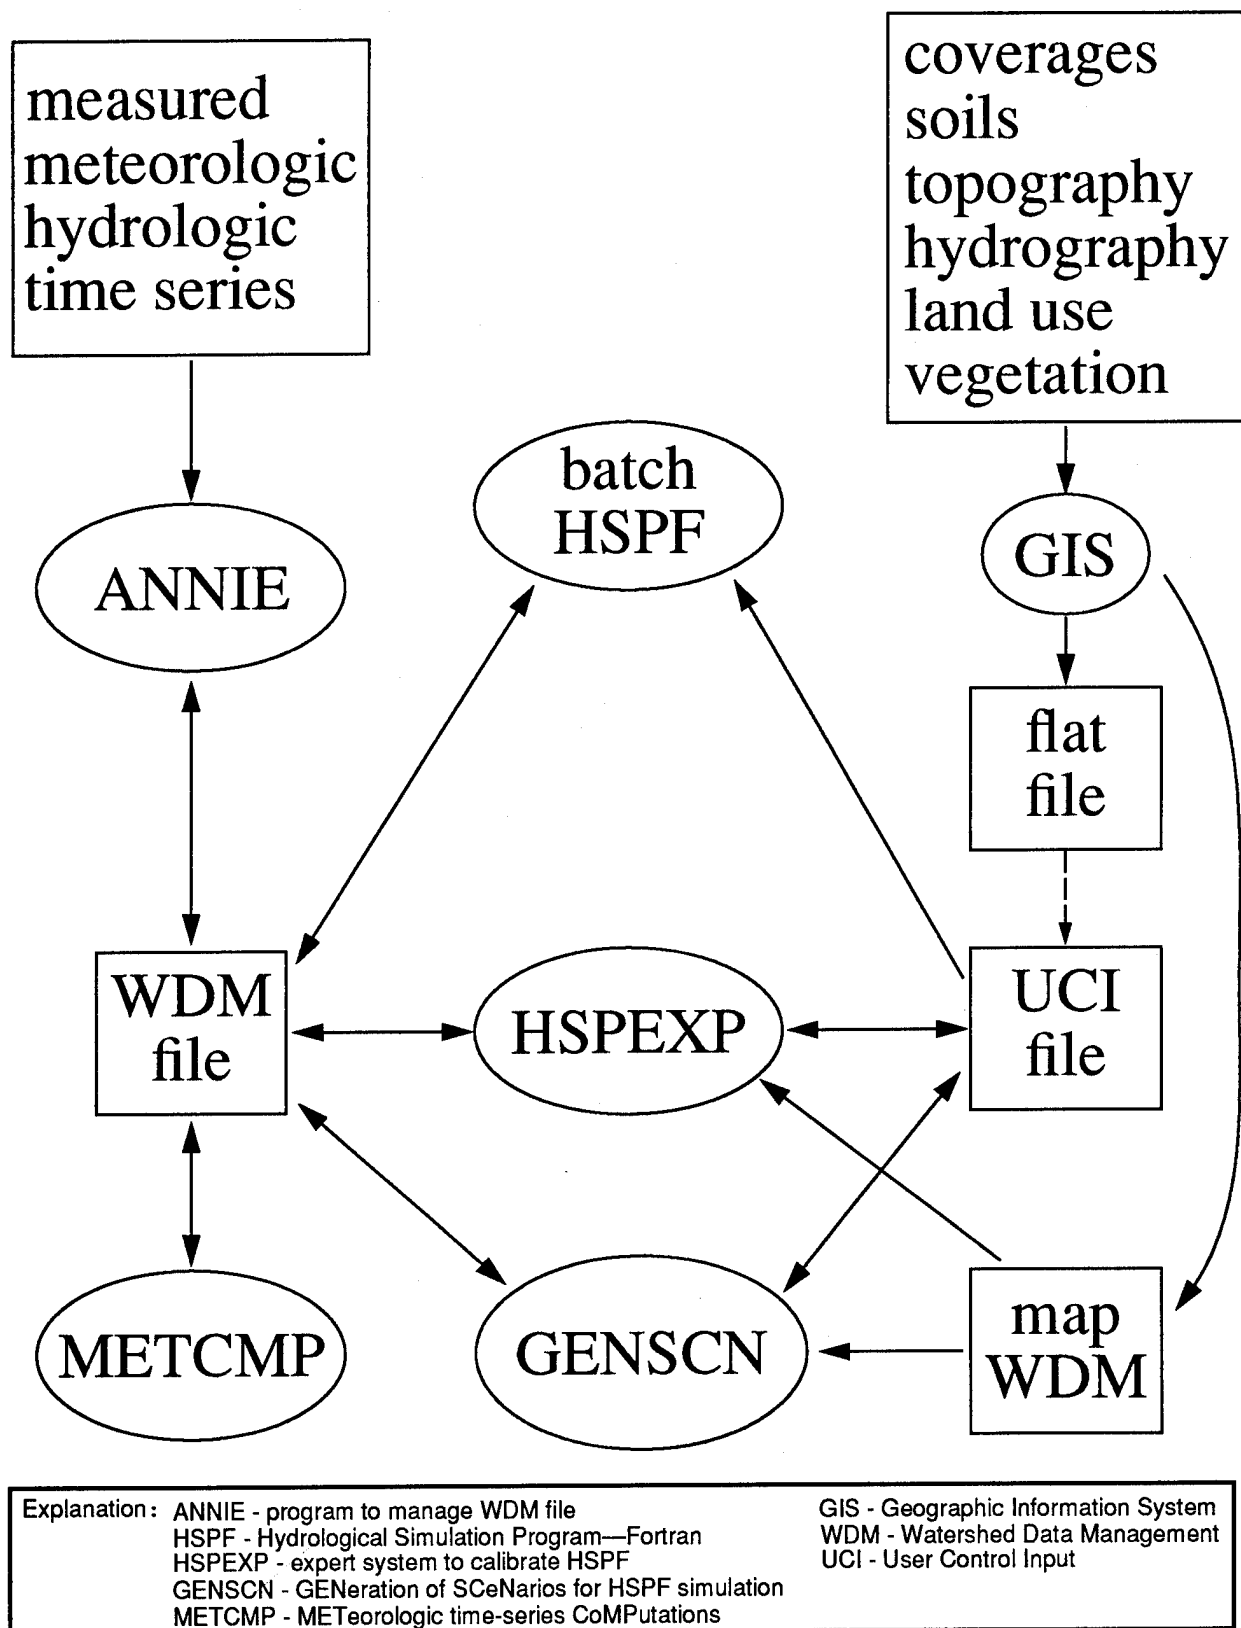 measured
meteorologic
hydrologic
time series
coverages
soils
topography
hydrography
land use
vegetation
batch
HSPF
ANNIE
GIS
flat
file
WDM
file
HSPEXP
UCI
file
METCMP
GENSCN
map
WDM
Explanation: ANNIE - program to manage WDM file
HSPF - Hydrological Simulation Program—Fortran
HSPEXP - expert system to calibrate HSPF
GENSCN - GENeration of SCeNarios for HSPF simulation
METCMP - METeorologic time-series CoMPutations
GIS - Geographic Information System
WDM - Watershed Data Management
UCI - User Control Input